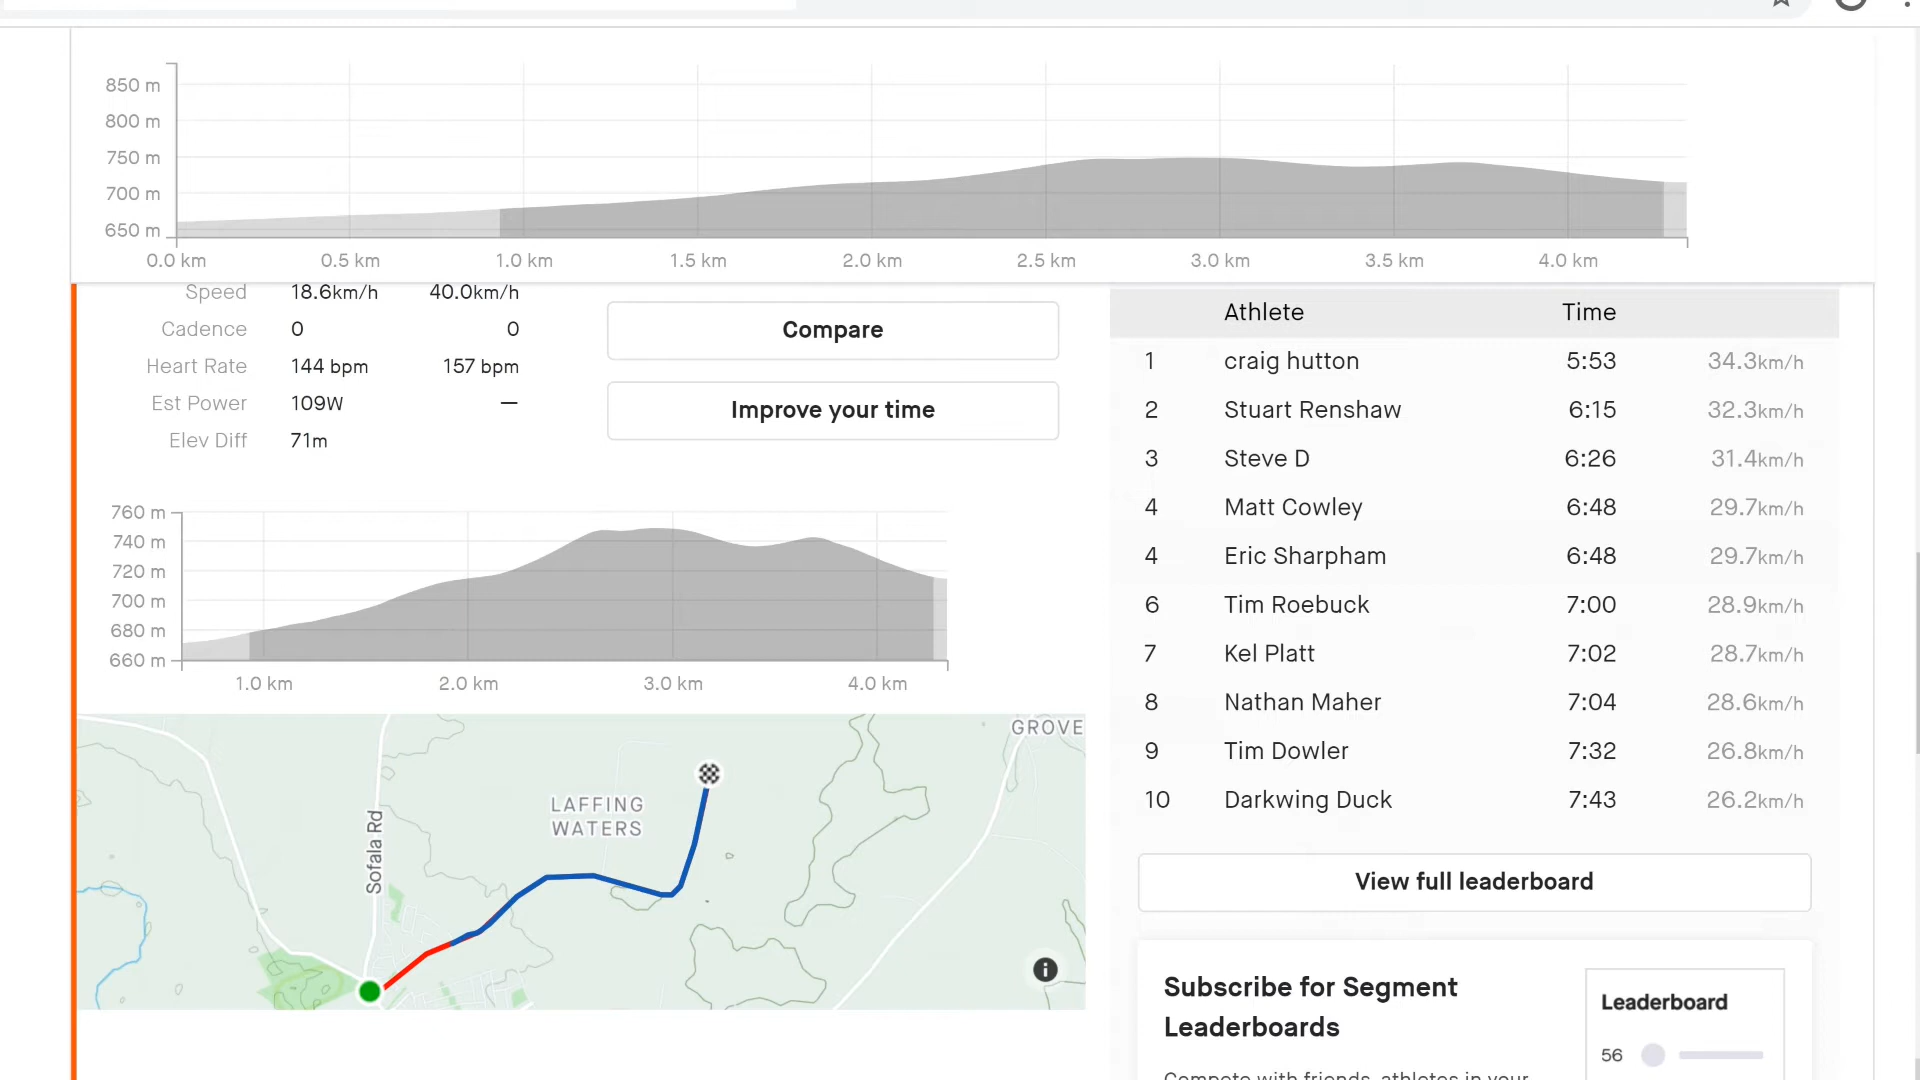 850 m
800 m
750 m
700 m
650 m
0.0 km 0.5 km 1.0 km 1.5 km 2.0 km 2.5 km 3.0 km 3.5 km 4.0 km
Speed 18.6km/h 40.0km/h
Cadence 0 0
Heart Rate 144 bpm 157 bpm
Est Power 109W —
Elev Diff 71m
Compare
Improve your time
760 m
740 m
720 m
700 m
680 m
660 m
1.0 km 2.0 km 3.0 km 4.0 km
GROVE
LAFFING
WATERS
Sofala Rd
i
Athlete Time
1 craig hutton 5:53 34.3km/h
2 Stuart Renshaw 6:15 32.3km/h
3 Steve D 6:26 31.4km/h
4 Matt Cowley 6:48 29.7km/h
4 Eric Sharpham 6:48 29.7km/h
6 Tim Roebuck 7:00 28.9km/h
7 Kel Platt 7:02 28.7km/h
8 Nathan Maher 7:04 28.6km/h
9 Tim Dowler 7:32 26.8km/h
10 Darkwing Duck 7:43 26.2km/h
View full leaderboard
Subscribe for Segment
Leaderboards
Compete with friends, athletes in your
Leaderboard
56